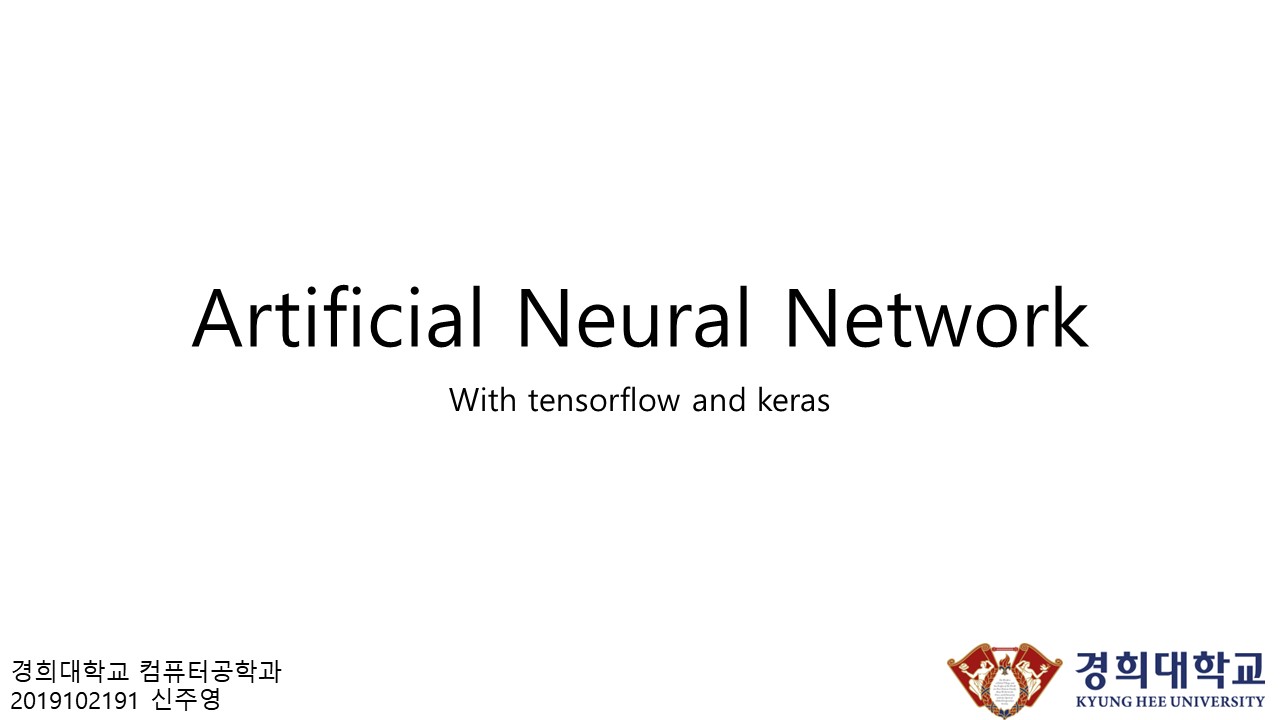 Artificial Neural Network
With tensorflow and keras
경희대학교 컴퓨터공학과
2019102191 신주영
경희대학교
KYUNG HEE UNIVERSITY